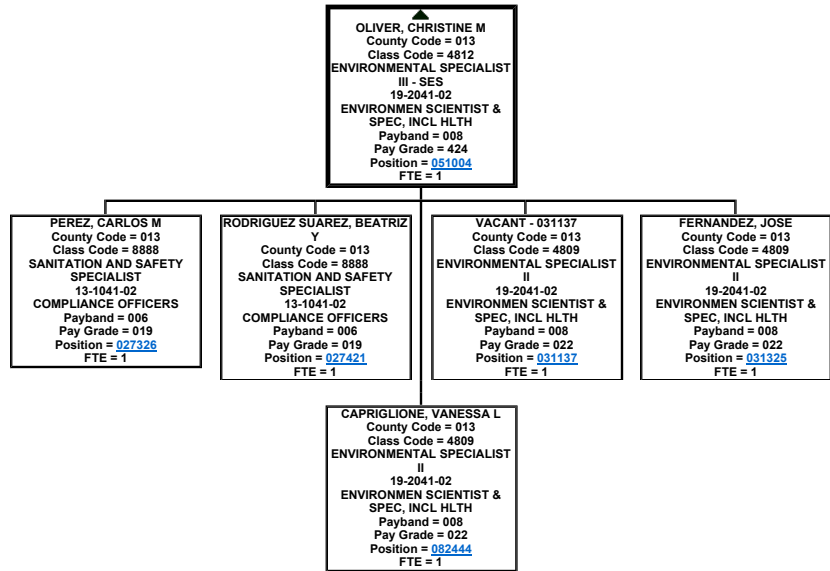 OLIVER, CHRISTINE M
County Code = 013
Class Code = 4812
ENVIRONMENTAL SPECIALIST
III - SES
19-2041-02
ENVIRONMEN SCIENTIST &
SPEC, INCL HLTH
Payband = 008
Pay Grade = 424
Position = 051004
FTE = 1
PEREZ, CARLOS M
County Code = 013
Class Code = 8888
SANITATION AND SAFETY
SPECIALIST
13-1041-02
COMPLIANCE OFFICERS
Payband = 006
Pay Grade = 019
Position = 027326
FTE = 1
RODRIGUEZ SUAREZ, BEATRIZ
Y
County Code = 013
Class Code = 8888
SANITATION AND SAFETY
SPECIALIST
13-1041-02
COMPLIANCE OFFICERS
Payband = 006
Pay Grade = 019
Position = 027421
FTE = 1
VACANT - 031137
County Code = 013
Class Code = 4809
ENVIRONMENTAL SPECIALIST
II
19-2041-02
ENVIRONMEN SCIENTIST &
SPEC, INCL HLTH
Payband = 008
Pay Grade = 022
Position = 031137
FTE = 1
FERNANDEZ, JOSE
County Code = 013
Class Code = 4809
ENVIRONMENTAL SPECIALIST
II
19-2041-02
ENVIRONMEN SCIENTIST &
SPEC, INCL HLTH
Payband = 008
Pay Grade = 022
Position = 031325
FTE = 1
CAPRIGLIONE, VANESSA L
County Code = 013
Class Code = 4809
ENVIRONMENTAL SPECIALIST
II
19-2041-02
ENVIRONMEN SCIENTIST &
SPEC, INCL HLTH
Payband = 008
Pay Grade = 022
Position = 082444
FTE = 1